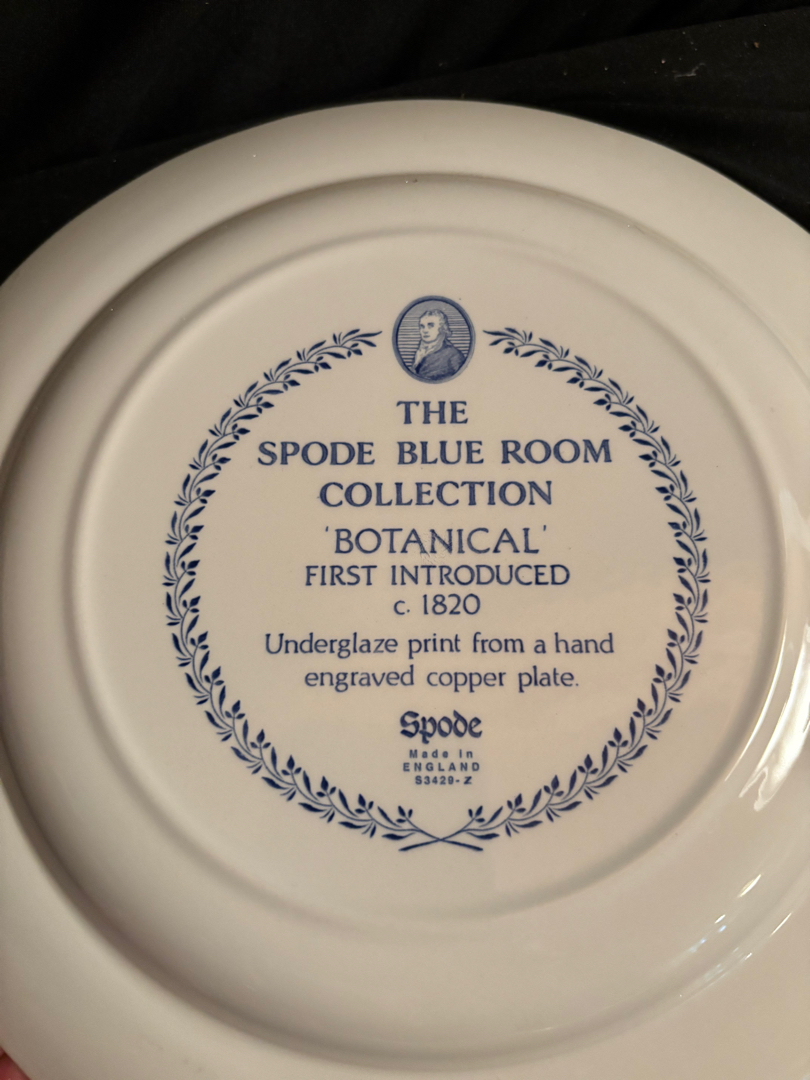 THE
SPODE BLUE ROOM
COLLECTION
'BOTANICAL'
FIRST INTRODUCED
c. 1820
Underglaze print from a hand
engraved copper plate.
Spode
Made in
ENGLAND
S3429-Z